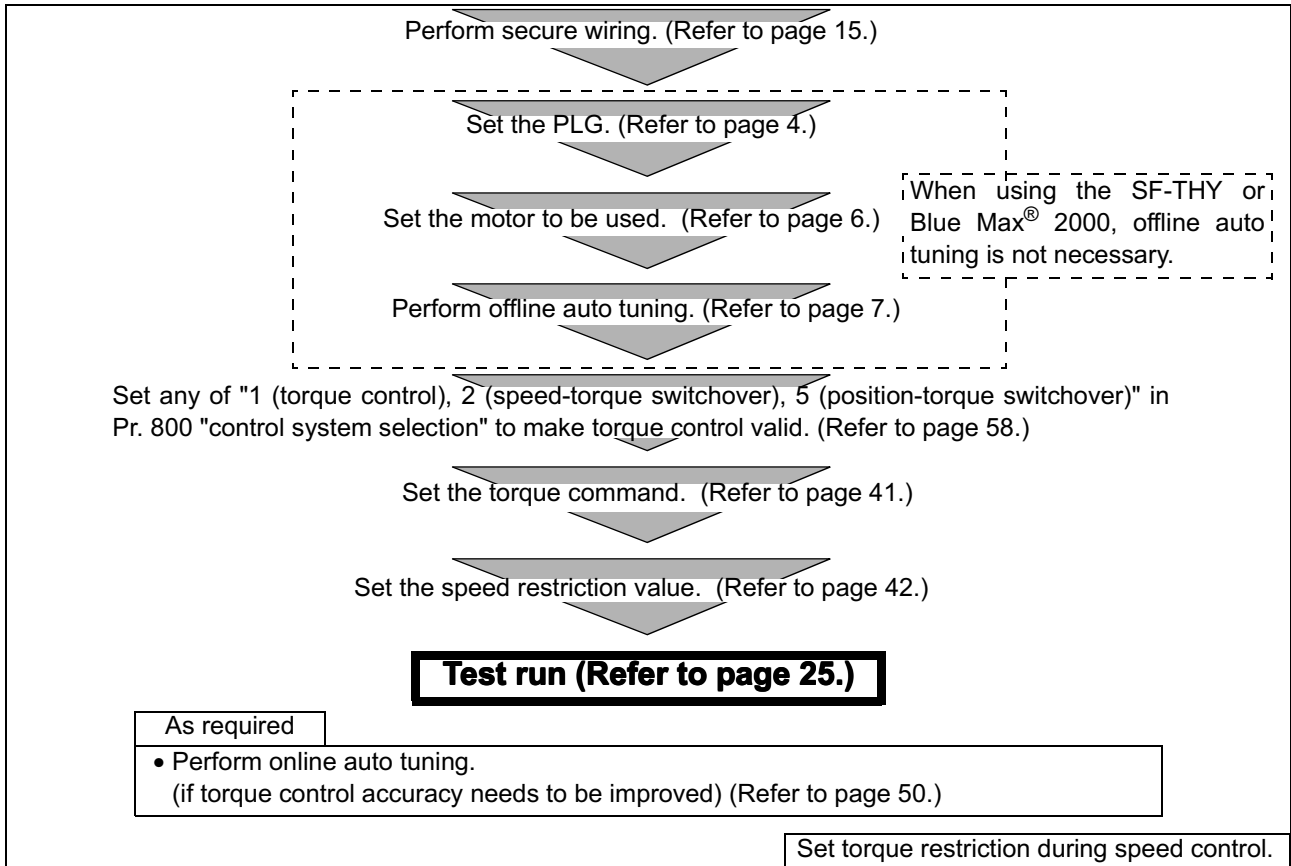 Perform secure wiring. (Refer to page 15.)
Set the PLG. (Refer to page 4.)
Set the motor to be used. (Refer to page 6.)
When using the SF-THY or
Blue Max® 2000, offline auto
tuning is not necessary.
Perform offline auto tuning. (Refer to page 7.)
Set any of "1 (torque control), 2 (speed-torque switchover), 5 (position-torque switchover)" in
Pr. 800 "control system selection" to make torque control valid. (Refer to page 58.)
Set the torque command. (Refer to page 41.)
Set the speed restriction value. (Refer to page 42.)
Test run (Refer to page 25.)
As required
• Perform online auto tuning.
(if torque control accuracy needs to be improved) (Refer to page 50.)
Set torque restriction during speed control.